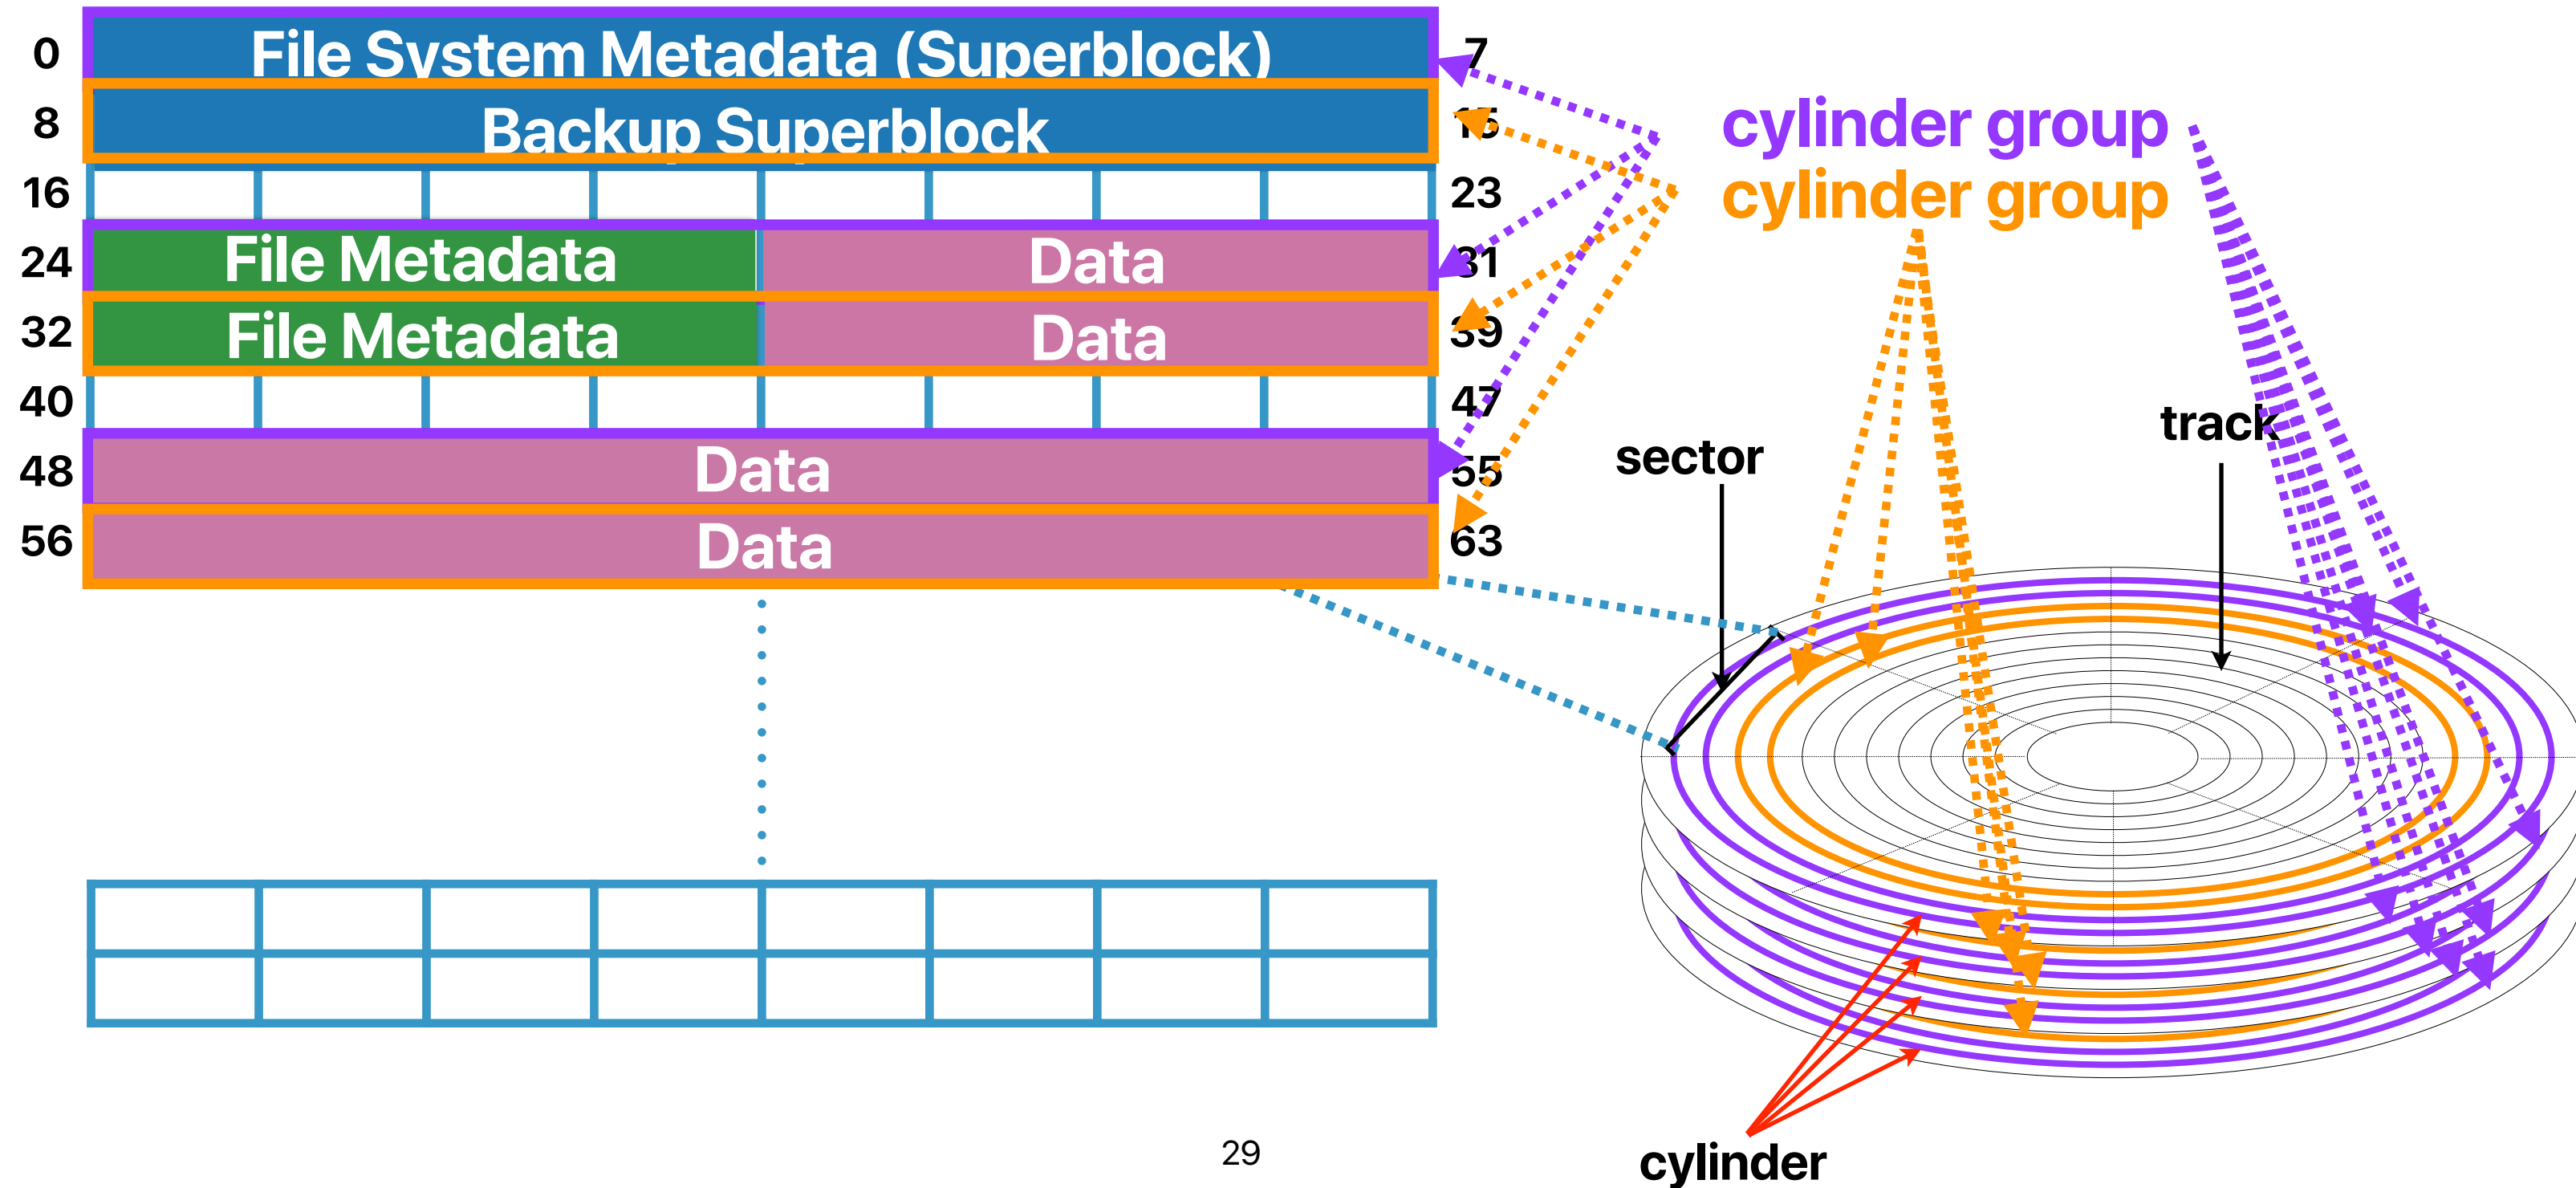 0 File System Metadata (Superblock) 7
8 Backup Superblock 15
16 23
24 File Metadata Data 31
32 File Metadata Data 39
40 47
48 Data 55
56 Data 63
cylinder group
cylinder group
sector
track
cylinder
29